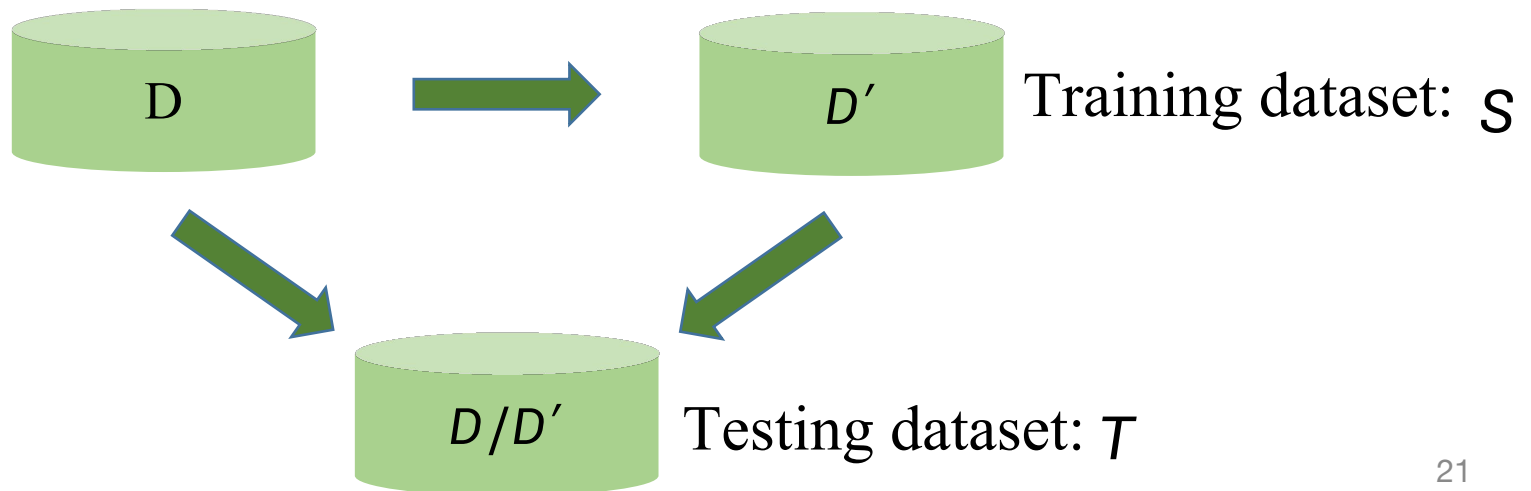 D
D′
Training dataset: S
D/D′
Testing dataset: T
21